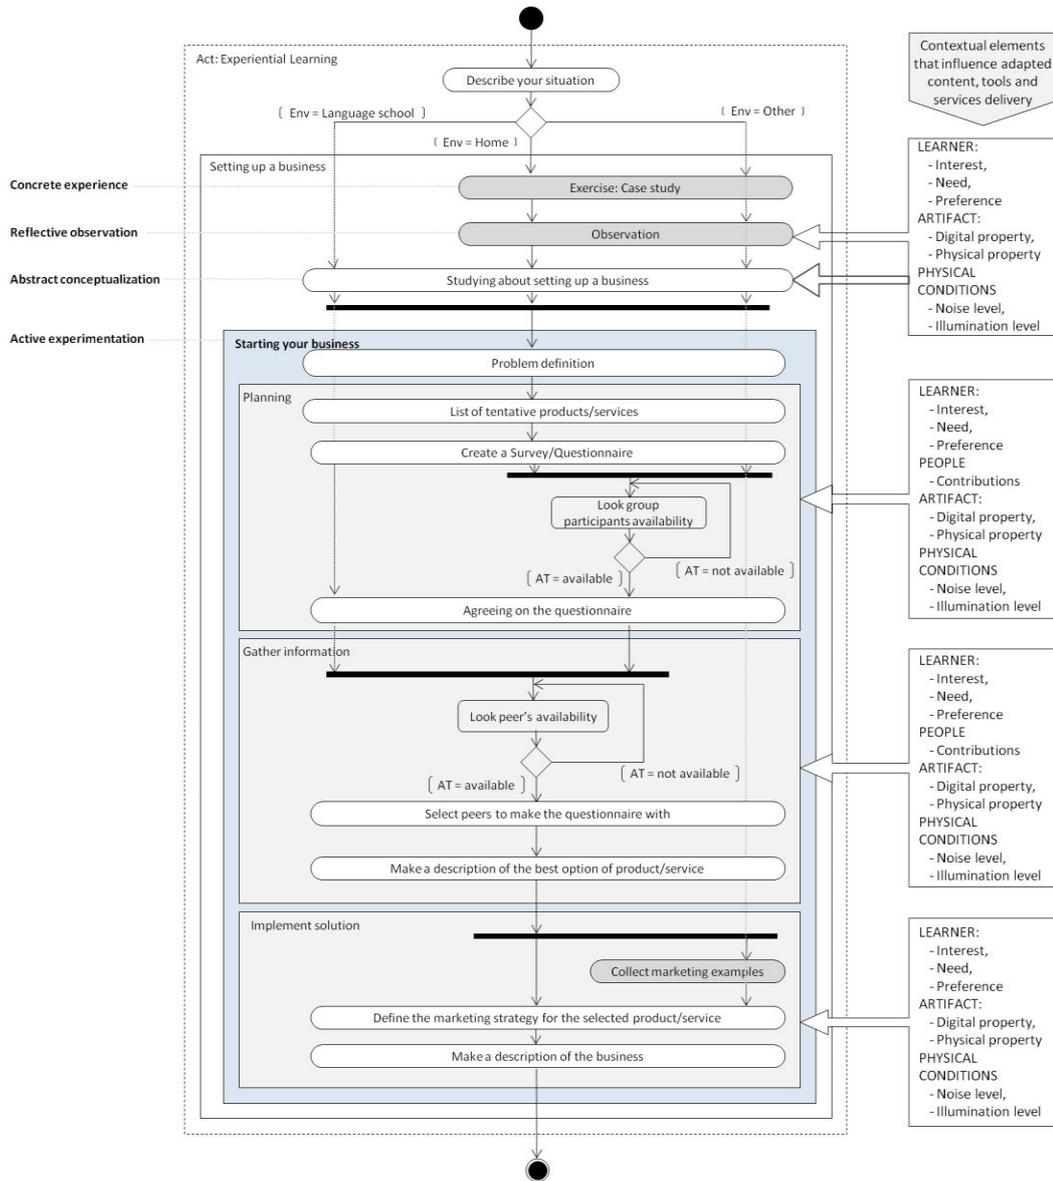 Act: Experiential Learning
Describe your situation
{ Env = Language school }
{ Env = Home }
{ Env = Other }
Setting up a business
Concrete experience
Exercise: Case study
Reflective observation
Observation
Abstract conceptualization
Studying about setting up a business
Active experimentation
Starting your business
Problem definition
Planning
List of tentative products/services
Create a Survey/Questionnaire
Look group
participants availability
{ AT = available }
{ AT = not available }
Agreeing on the questionnaire
Gather information
Look peer's availability
{ AT = available }
{ AT = not available }
Select peers to make the questionnaire with
Make a description of the best option of product/service
Implement solution
Collect marketing examples
Define the marketing strategy for the selected product/service
Make a description of the business
Contextual elements
that influence adapted
content, tools and
services delivery
LEARNER:
- Interest,
- Need,
- Preference
ARTIFACT:
- Digital property,
- Physical property
PHYSICAL
CONDITIONS
- Noise level,
- Illumination level
LEARNER:
- Interest,
- Need,
- Preference
PEOPLE
- Contributions
ARTIFACT:
- Digital property,
- Physical property
PHYSICAL
CONDITIONS
- Noise level,
- Illumination level
LEARNER:
- Interest,
- Need,
- Preference
PEOPLE
- Contributions
ARTIFACT:
- Digital property,
- Physical property
PHYSICAL
CONDITIONS
- Noise level,
- Illumination level
LEARNER:
- Interest,
- Need,
- Preference
ARTIFACT:
- Digital property,
- Physical property
PHYSICAL
CONDITIONS
- Noise level,
- Illumination level